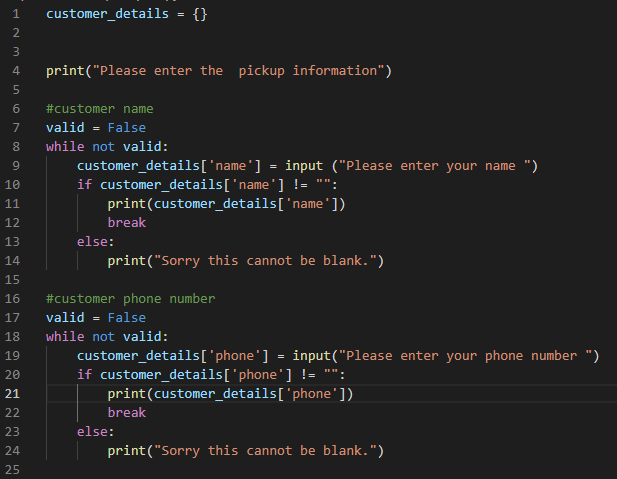 1 customer_details = {}
2
3
4 print("Please enter the  pickup information")
5
6 #customer name
7 valid = False
8 while not valid:
9     customer_details['name'] = input ("Please enter your name ")
10     if customer_details['name'] != "":
11         print(customer_details['name'])
12         break
13     else:
14         print("Sorry this cannot be blank.")
15
16 #customer phone number
17 valid = False
18 while not valid:
19     customer_details['phone'] = input("Please enter your phone number ")
20     if customer_details['phone'] != "":
21         print(customer_details['phone'])
22         break
23     else:
24         print("Sorry this cannot be blank.")
25